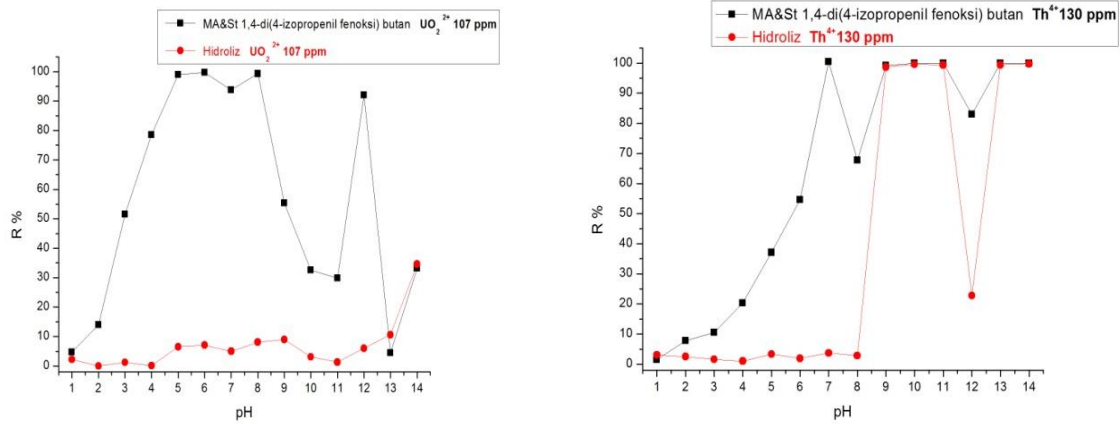 MA&St 1,4-di(4-izopropenil fenoksi) butan UO₂²⁺ 107 ppm
Hidroliz UO₂²⁺ 107 ppm
R %
100
90
80
70
60
50
40
30
20
10
0
1 2 3 4 5 6 7 8 9 10 11 12 13 14
pH
MA&St 1,4-di(4-izopropenil fenoksi) butan Th⁴⁺130 ppm
Hidroliz Th⁴⁺130 ppm
R %
100
90
80
70
60
50
40
30
20
10
0
1 2 3 4 5 6 7 8 9 10 11 12 13 14
pH